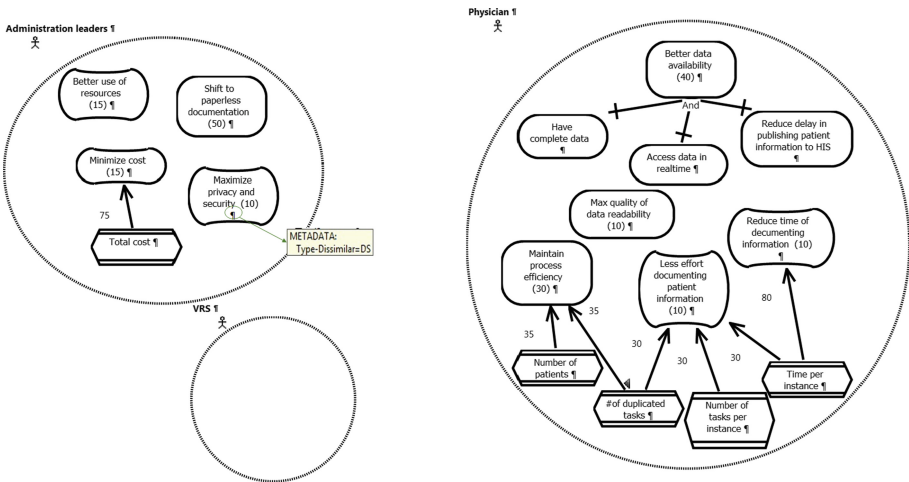 Administration leaders ¶
Better use of
resources
(15) ¶
Shift to
paperless
documentation
(50) ¶
Minimize cost
(15) ¶
Maximize
privacy and
security (10)
¶
75
Total cost ¶
METADATA:
Type-Dissimilar=DS
VRS ¶
Physician ¶
Better data
availability
(40) ¶
And
Have
complete data
¶
Access data in
realtime ¶
Reduce delay in
publishing patient
information to HIS
¶
Max quality of
data readability
(10) ¶
Reduce time of
decumenting
information (10)
¶
Maintain
process
efficiency
(30) ¶
Less effort
documenting
patient
information
(10) ¶
35
35
30
30
30
80
Number of
patients ¶
#of duplicated
tasks ¶
Number of
tasks per
instance ¶
Time per
instance ¶